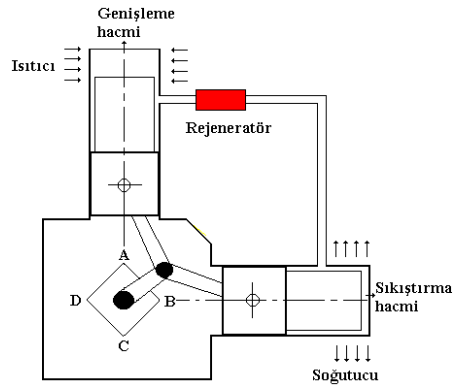 Genişleme
hacmi
Isıtıcı
Rejeneratör
A
D
B
C
Sıkıştırma
hacmi
Soğutucu